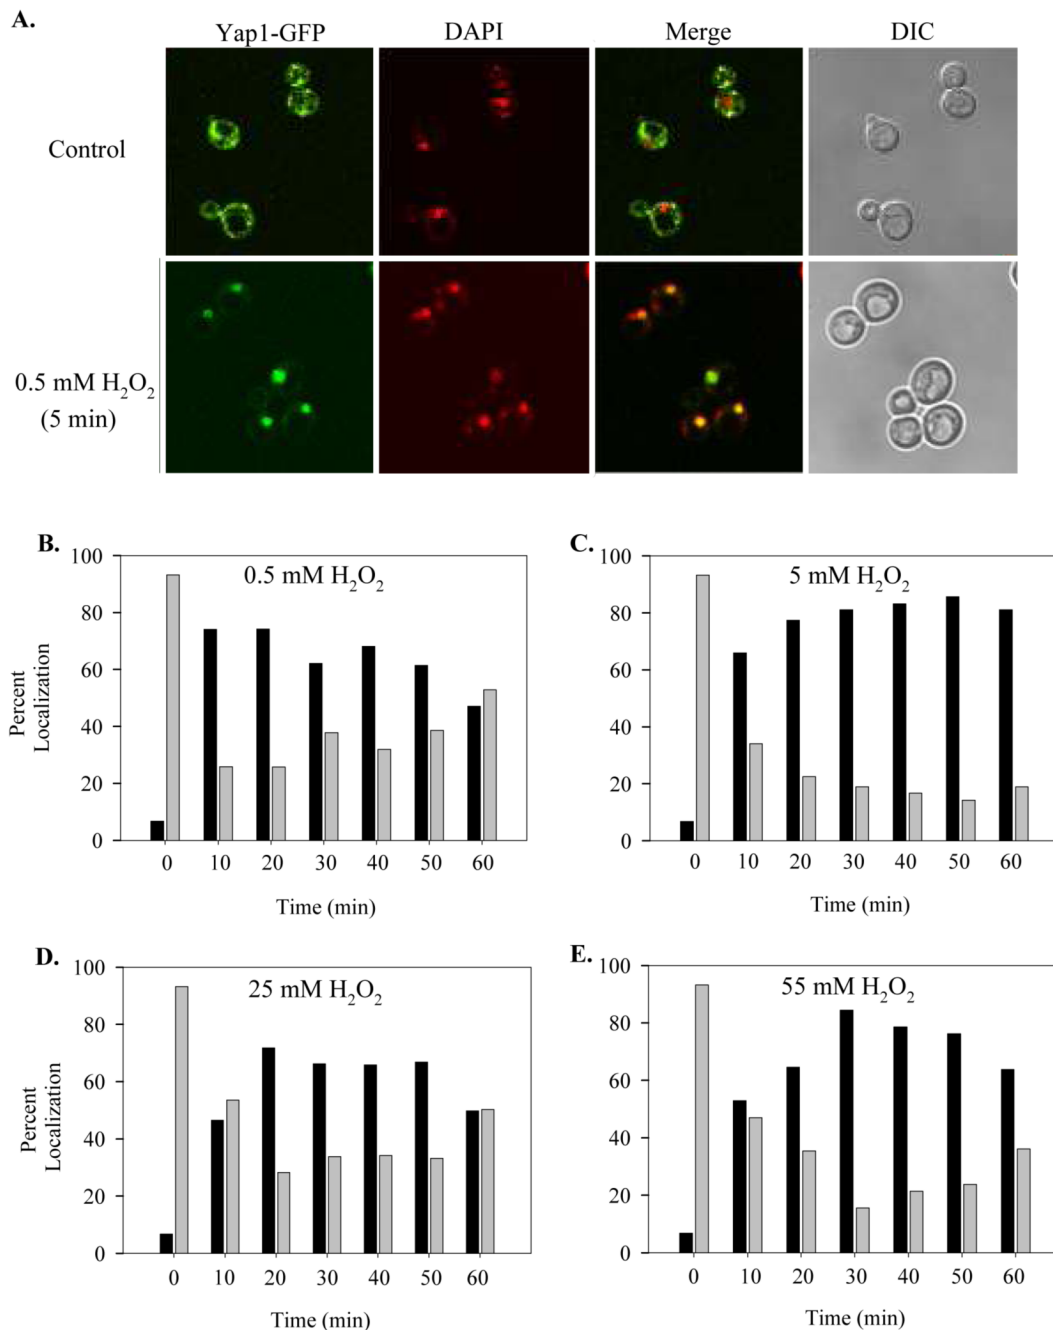 A.
Yap1-GFP DAPI Merge DIC
Control
0.5 mM H₂O₂
(5 min)
B.
0.5 mM H₂O₂
Percent
Localization
100
80
60
40
20
0
0 10 20 30 40 50 60
Time (min)
C.
5 mM H₂O₂
100
80
60
40
20
0
0 10 20 30 40 50 60
Time (min)
D.
25 mM H₂O₂
Percent
Localization
100
80
60
40
20
0
0 10 20 30 40 50 60
Time (min)
E.
55 mM H₂O₂
100
80
60
40
20
0
0 10 20 30 40 50 60
Time (min)